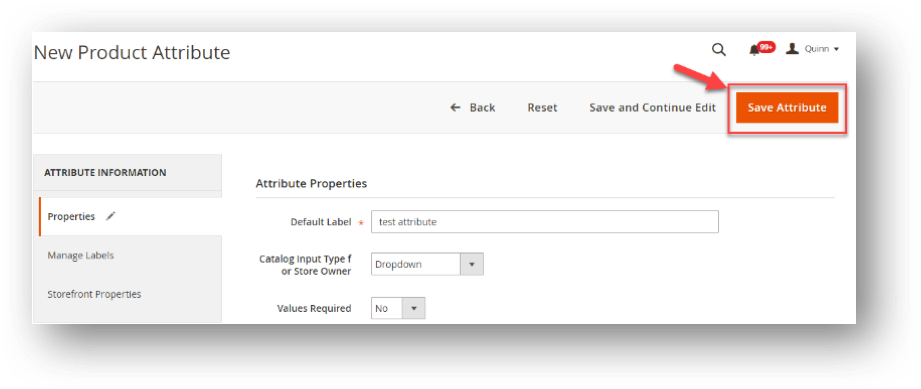 New Product Attribute
99+ Quinn
Back Reset Save and Continue Edit Save Attribute
ATTRIBUTE INFORMATION
Properties
Manage Labels
Storefront Properties
Attribute Properties
Default Label * test attribute
Catalog Input Type f
or Store Owner
Dropdown
Values Required No